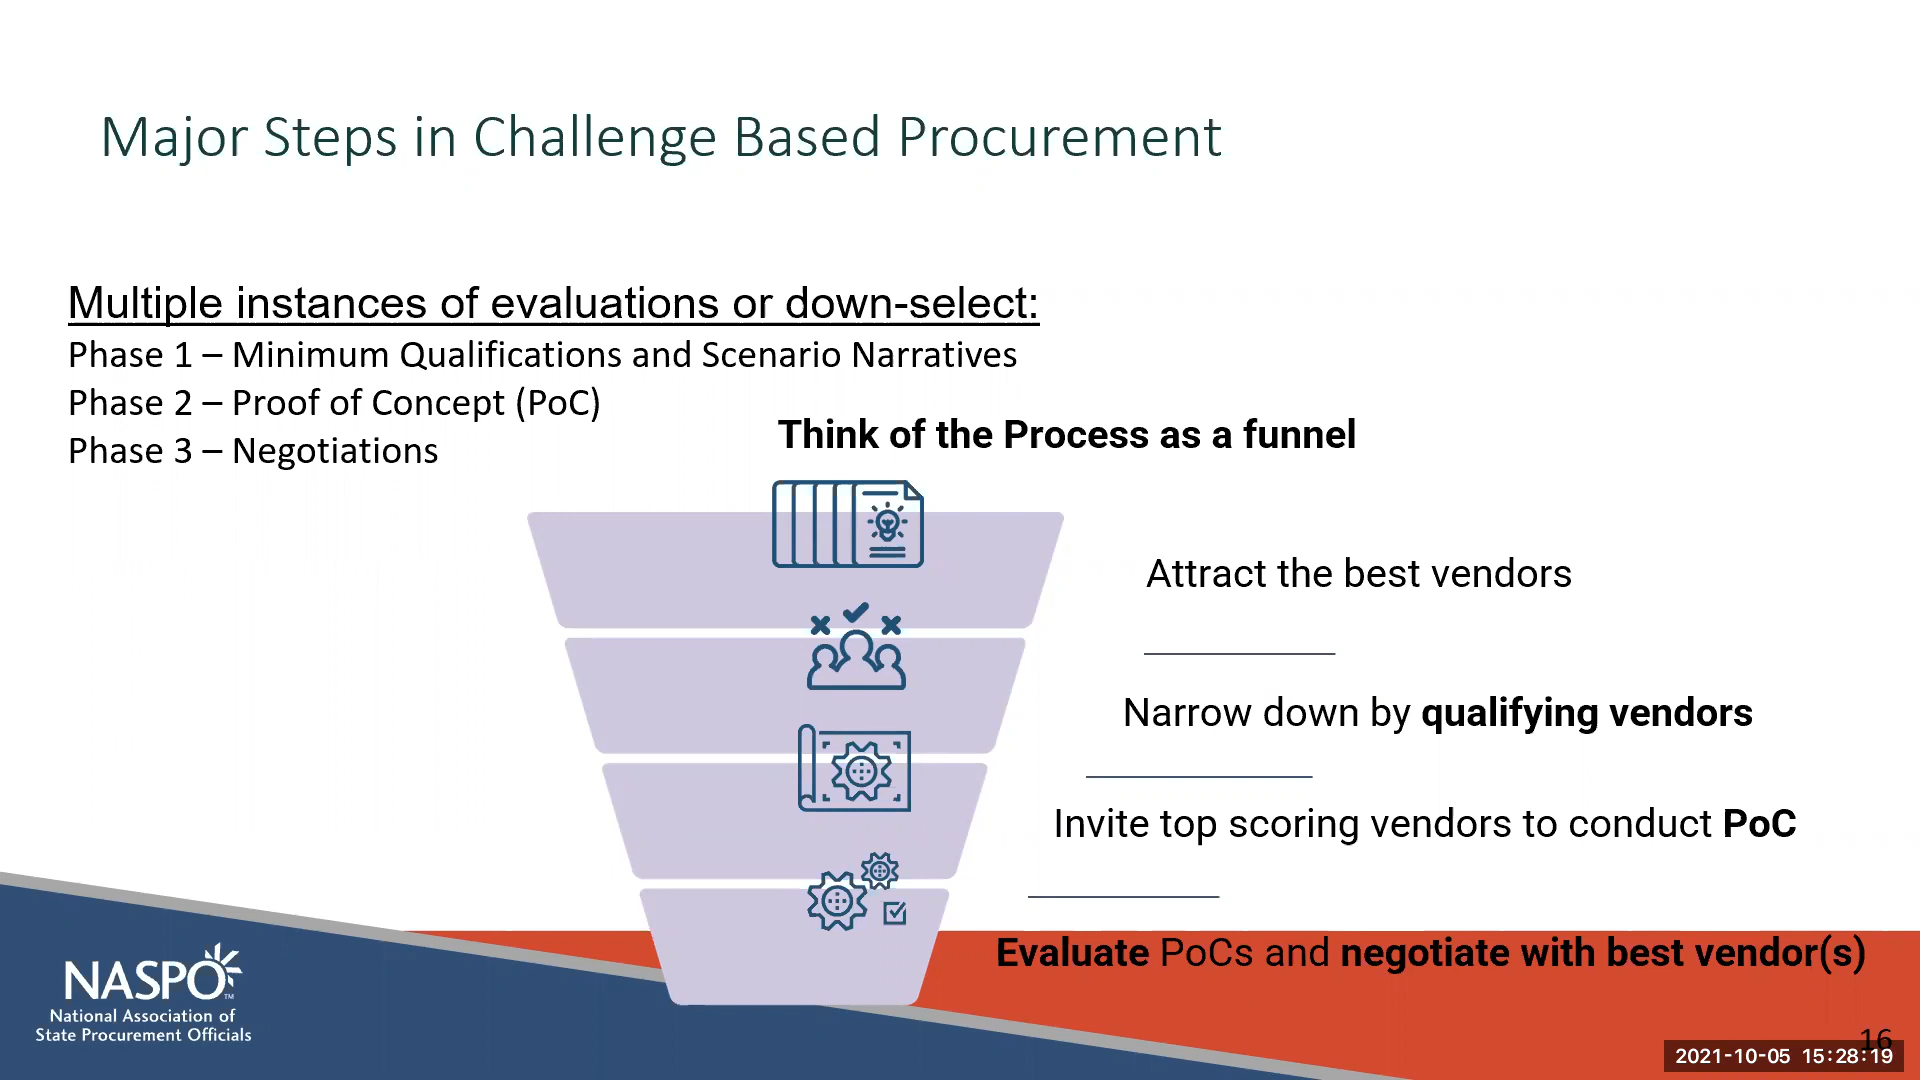 Major Steps in Challenge Based Procurement
Multiple instances of evaluations or down-select:
Phase 1 – Minimum Qualifications and Scenario Narratives
Phase 2 – Proof of Concept (PoC)
Phase 3 – Negotiations
Think of the Process as a funnel
Attract the best vendors
Narrow down by qualifying vendors
Invite top scoring vendors to conduct PoC
Evaluate PoCs and negotiate with best vendor(s)
NASPO™
National Association of
State Procurement Officials
16
2021-10-05 15:28:19